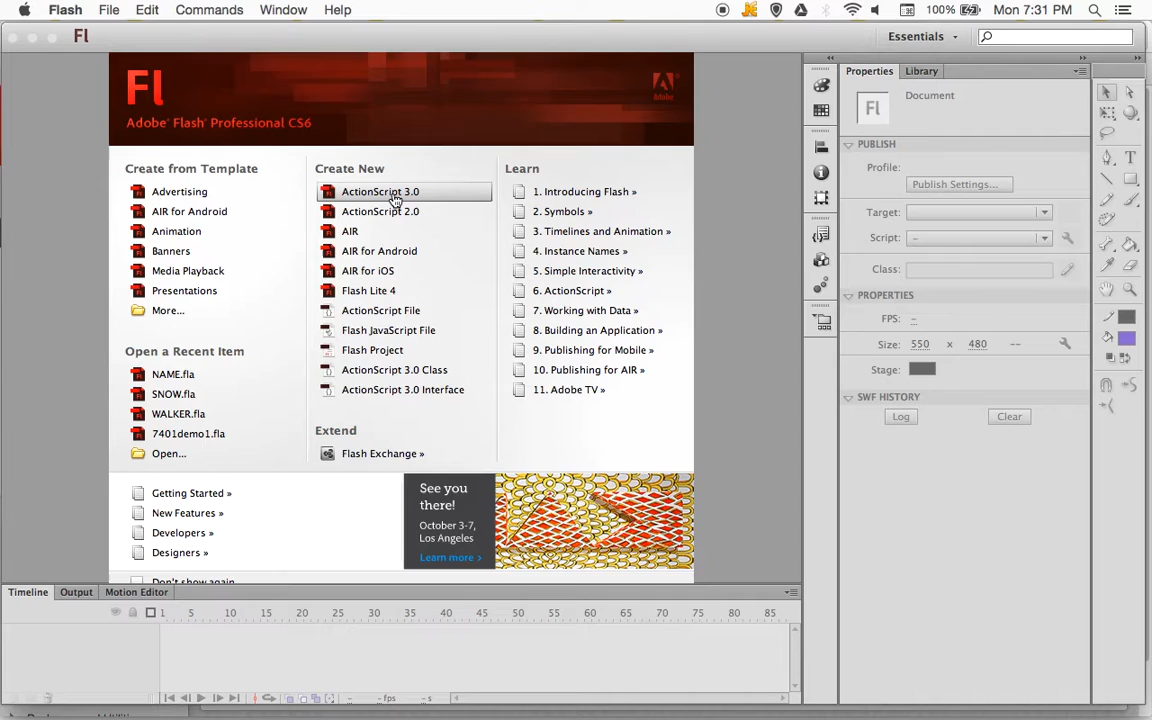 Flash File Edit Commands Window Help 100% Mon 7:31 PM
Fl Essentials
Fl
Adobe
Adobe® Flash® Professional CS6
Create from Template
Advertising
AIR for Android
Animation
Banners
Media Playback
Presentations
More...
Open a Recent Item
NAME.fla
SNOW.fla
WALKER.fla
7401demo1.fla
Open...
Create New
ActionScript 3.0
ActionScript 2.0
AIR
AIR for Android
AIR for iOS
Flash Lite 4
ActionScript File
Flash JavaScript File
Flash Project
ActionScript 3.0 Class
ActionScript 3.0 Interface
Extend
Flash Exchange »
Learn
1. Introducing Flash »
2. Symbols »
3. Timelines and Animation »
4. Instance Names »
5. Simple Interactivity »
6. ActionScript »
7. Working with Data »
8. Building an Application »
9. Publishing for Mobile »
10. Publishing for AIR »
11. Adobe TV »
Getting Started »
New Features »
Developers »
Designers »
Don't show again
See you
there!
October 3-7,
Los Angeles
Learn more ›
Properties Library
Fl Document
PUBLISH
Profile:
Publish Settings...
Target:
Script: –
Class:
PROPERTIES
FPS: –
Size: 550 x 480 --
Stage:
SWF HISTORY
Log Clear
Timeline Output Motion Editor
1 5 10 15 20 25 30 35 40 45 50 55 60 65 70 75 80 85
– – fps – s